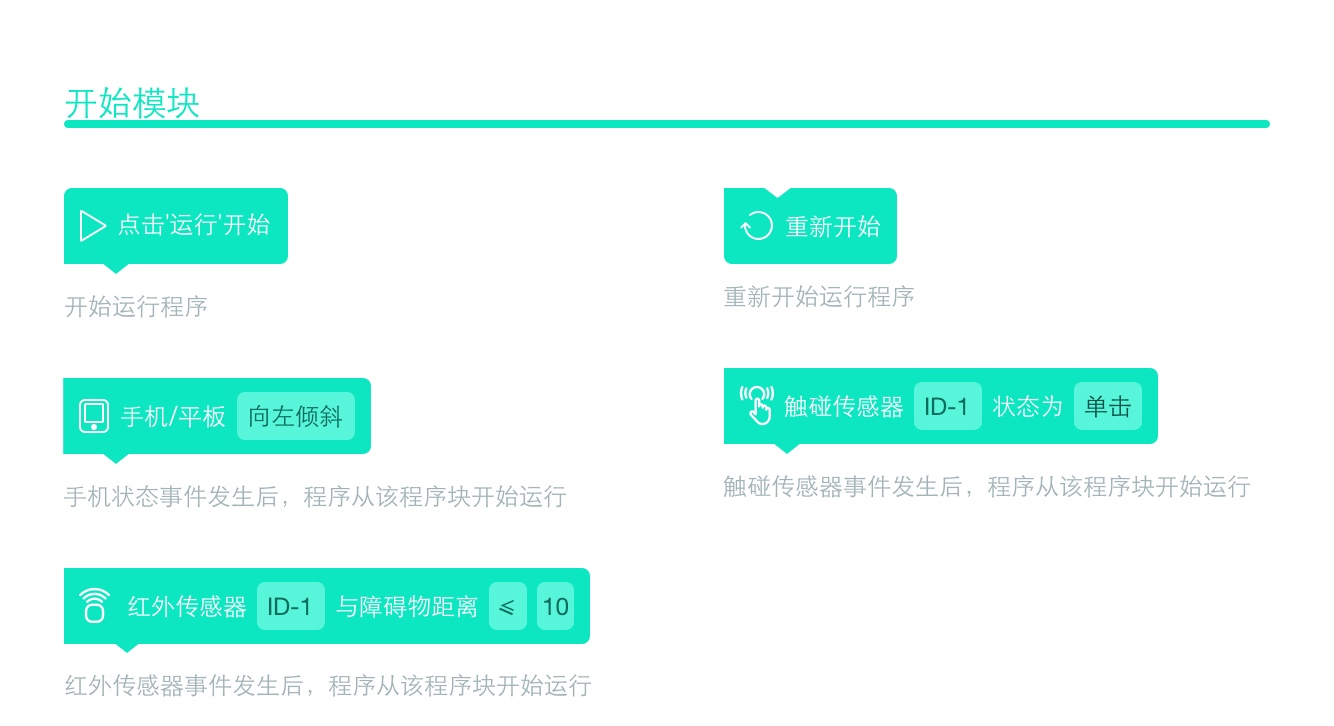 开始模块
点击'运行'开始
开始运行程序
重新开始
重新开始运行程序
手机/平板 向左倾斜
手机状态事件发生后，程序从该程序块开始运行
触碰传感器 ID-1 状态为 单击
触碰传感器事件发生后，程序从该程序块开始运行
红外传感器 ID-1 与障碍物距离 ⩽ 10
红外传感器事件发生后，程序从该程序块开始运行